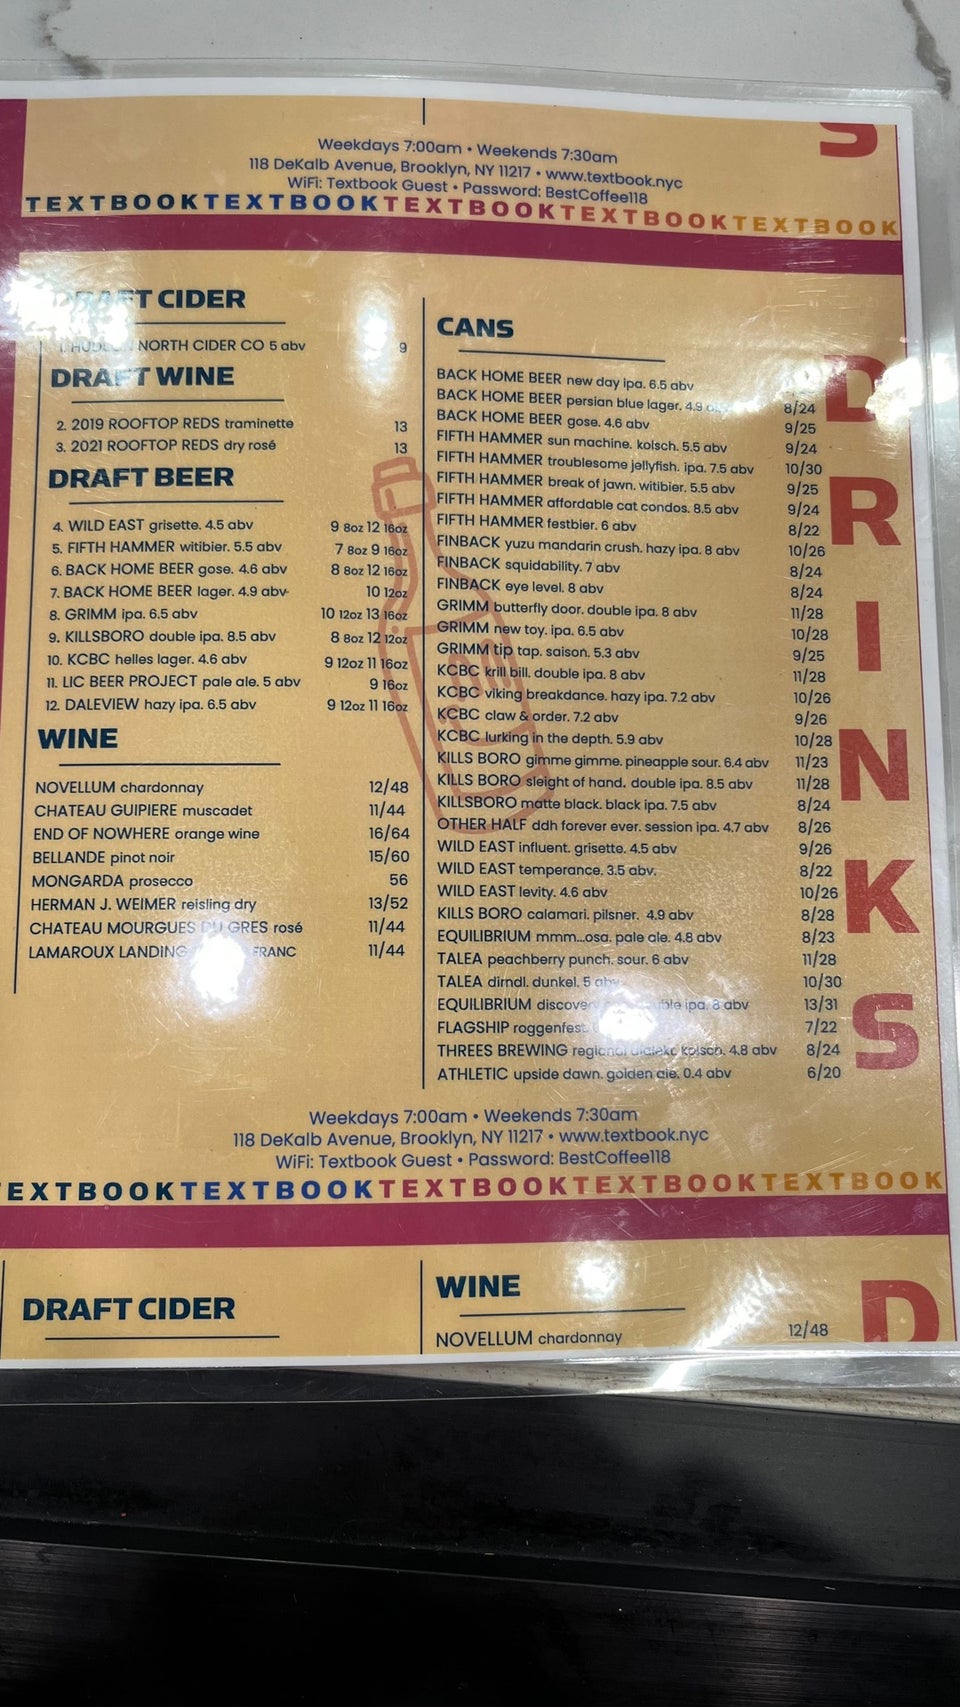 S
Weekdays 7:00am • Weekends 7:30am
118 DeKalb Avenue, Brooklyn, NY 11217 • www.textbook.nyc
WiFi: Textbook Guest • Password: BestCoffee118
TEXTBOOKTEXTBOOKTEXTBOOKTEXTBOOKTEXTBOOK
DRAFT CIDER
1. HUDSON NORTH CIDER CO 5 abv 9
DRAFT WINE
2. 2019 ROOFTOP REDS traminette 13
3. 2021 ROOFTOP REDS dry rosé 13
DRAFT BEER
4. WILD EAST grisette. 4.5 abv 9 8oz 12 16oz
5. FIFTH HAMMER witibier. 5.5 abv 7 8oz 9 16oz
6. BACK HOME BEER gose. 4.6 abv 8 8oz 12 16oz
7. BACK HOME BEER lager. 4.9 abv 10 12oz
8. GRIMM ipa. 6.5 abv 10 12oz 13 16oz
9. KILLSBORO double ipa. 8.5 abv 8 8oz 12 12oz
10. KCBC helles lager. 4.6 abv 9 12oz 11 16oz
11. LIC BEER PROJECT pale ale. 5 abv 9 16oz
12. DALEVIEW hazy ipa. 6.5 abv 9 12oz 11 16oz
WINE
NOVELLUM chardonnay 12/48
CHATEAU GUIPIERE muscadet 11/44
END OF NOWHERE orange wine 16/64
BELLANDE pinot noir 15/60
MONGARDA prosecco 56
HERMAN J. WEIMER reisling dry 13/52
CHATEAU MOURGUES DU GRES rosé 11/44
LAMAROUX LANDING FRANC 11/44
CANS
BACK HOME BEER new day ipa. 6.5 abv
BACK HOME BEER persian blue lager. 4.9 8/24
BACK HOME BEER gose. 4.6 abv 9/25
FIFTH HAMMER sun machine. kolsch. 5.5 abv 9/24
FIFTH HAMMER troublesome jellyfish. ipa. 7.5 abv 10/30
FIFTH HAMMER break of jawn. witibier. 5.5 abv 9/25
FIFTH HAMMER affordable cat condos. 8.5 abv 9/24
FIFTH HAMMER festbier. 6 abv 8/22
FINBACK yuzu mandarin crush. hazy ipa. 8 abv 10/26
FINBACK squidability. 7 abv 8/24
FINBACK eye level. 8 abv 8/24
GRIMM butterfly door. double ipa. 8 abv 11/28
GRIMM new toy. ipa. 6.5 abv 10/28
GRIMM tip tap. saison. 5.3 abv 9/25
KCBC krill bill. double ipa. 8 abv 11/28
KCBC viking breakdance. hazy ipa. 7.2 abv 10/26
KCBC claw & order. 7.2 abv 9/26
KCBC lurking in the depth. 5.9 abv 10/28
KILLS BORO gimme gimme. pineapple sour. 6.4 abv 11/23
KILLS BORO sleight of hand. double ipa. 8.5 abv 11/28
KILLSBORO matte black. black ipa. 7.5 abv 8/24
OTHER HALF ddh forever ever. session ipa. 4.7 abv 8/26
WILD EAST influent. grisette. 4.5 abv 9/26
WILD EAST temperance. 3.5 abv. 8/22
WILD EAST levity. 4.6 abv 10/26
KILLS BORO calamari. pilsner. 4.9 abv 8/28
EQUILIBRIUM mmm...osa. pale ale. 4.8 abv 8/23
TALEA peachberry punch. sour. 6 abv 11/28
TALEA dirndl. dunkel. 5 abv 10/30
EQUILIBRIUM double ipa. 8 abv 13/31
FLAGSHIP roggenfest. 7/22
THREES BREWING regional dialekt. kolsch. 4.8 abv 8/24
ATHLETIC upside dawn. golden ale. 0.4 abv 6/20
DRINKS
Weekdays 7:00am • Weekends 7:30am
118 DeKalb Avenue, Brooklyn, NY 11217 • www.textbook.nyc
WiFi: Textbook Guest • Password: BestCoffee118
TEXTBOOKTEXTBOOKTEXTBOOKTEXTBOOKTEXTBOOK
DRAFT CIDER
WINE
NOVELLUM chardonnay 12/48
D